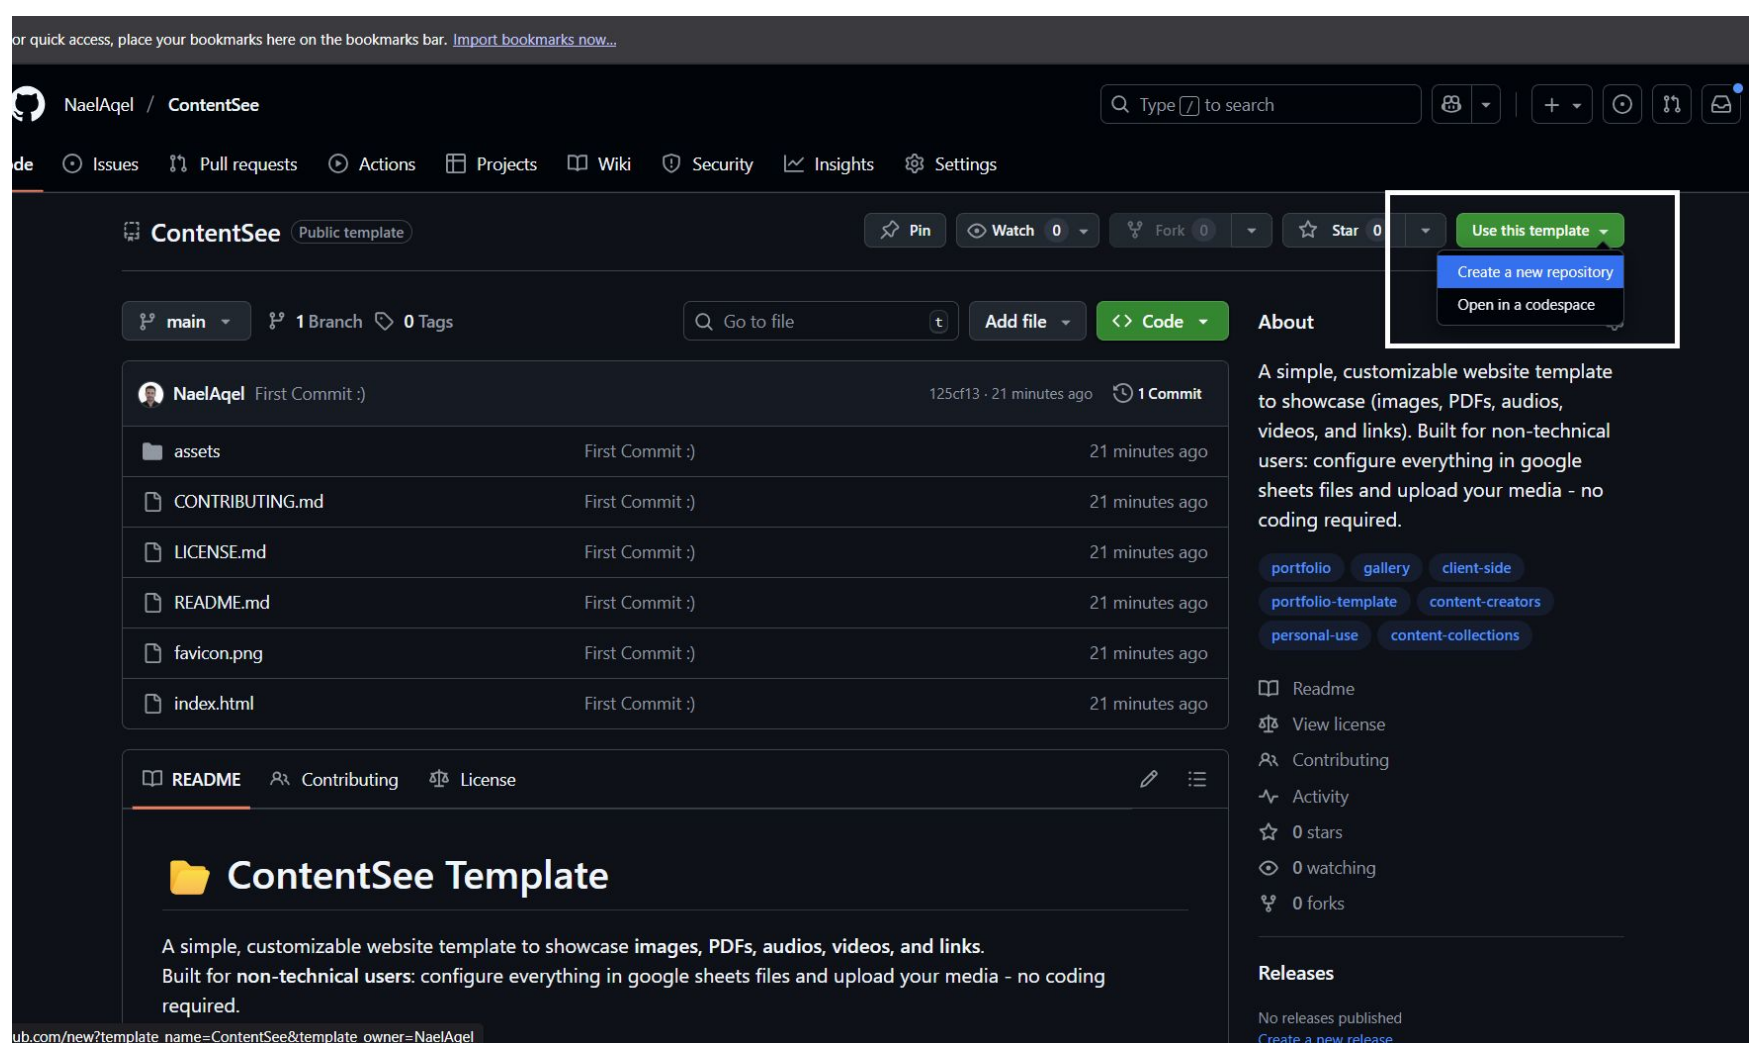 or quick access, place your bookmarks here on the bookmarks bar. Import bookmarks now...
NaelAqel / ContentSee
Type / to search
de Issues Pull requests Actions Projects Wiki Security Insights Settings
ContentSee Public template
Pin Watch 0 Fork 0 Star 0 Use this template
Create a new repository
Open in a codespace
main 1 Branch 0 Tags
Go to file t Add file <> Code
NaelAqel First Commit :) 125cf13 · 21 minutes ago 1 Commit
assets First Commit :) 21 minutes ago
CONTRIBUTING.md First Commit :) 21 minutes ago
LICENSE.md First Commit :) 21 minutes ago
README.md First Commit :) 21 minutes ago
favicon.png First Commit :) 21 minutes ago
index.html First Commit :) 21 minutes ago
README Contributing License
ContentSee Template
A simple, customizable website template to showcase images, PDFs, audios, videos, and links.
Built for non-technical users: configure everything in google sheets files and upload your media - no coding
required.
ub.com/new?template_name=ContentSee&template_owner=NaelAqel
About
A simple, customizable website template
to showcase (images, PDFs, audios,
videos, and links). Built for non-technical
users: configure everything in google
sheets files and upload your media - no
coding required.
portfolio gallery client-side
portfolio-template content-creators
personal-use content-collections
Readme
View license
Contributing
Activity
0 stars
0 watching
0 forks
Releases
No releases published
Create a new release